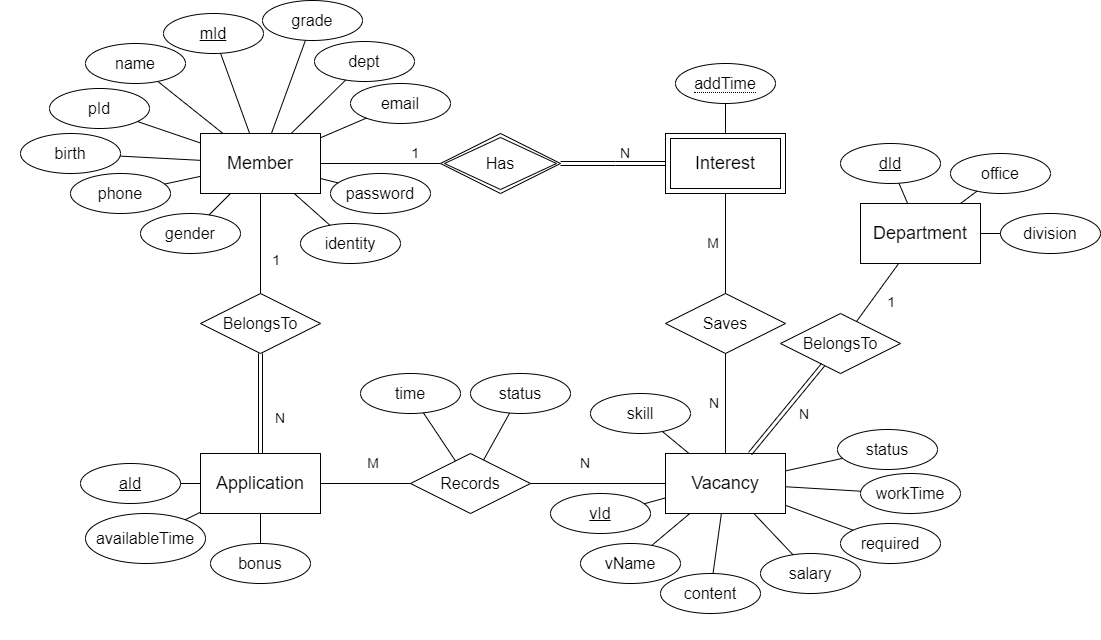 grade
mId
dept
name
addTime
email
pId
birth
1
N
Member
Has
Interest
dId
office
phone
password
gender
identity
M
Department
division
1
1
BelongsTo
Saves
BelongsTo
time
status
N
N
N
skill
status
M
N
aId
Application
Records
Vacancy
workTime
vId
availableTime
required
bonus
vName
salary
content